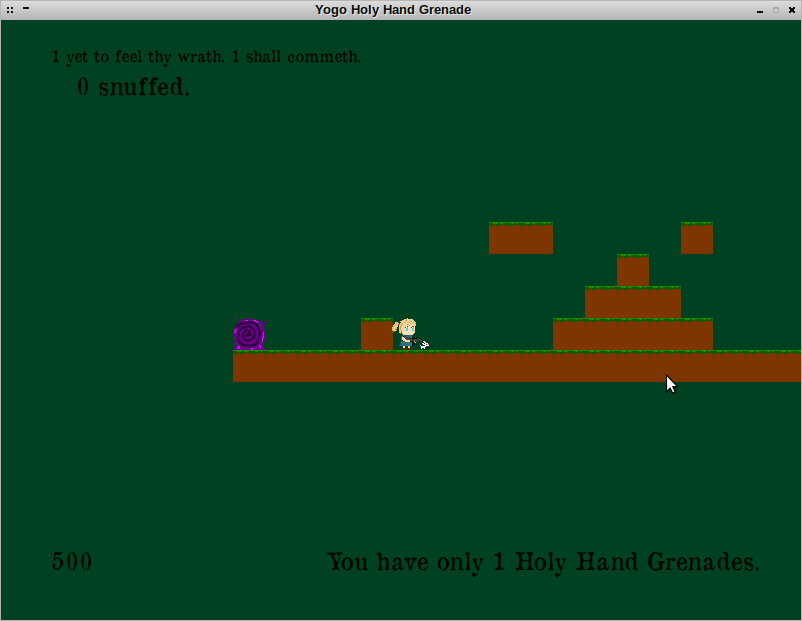 Yogo Holy Hand Grenade
1 yet to feel thy wrath. 1 shall commeth.
0 snuffed.
500
You have only 1 Holy Hand Grenades.